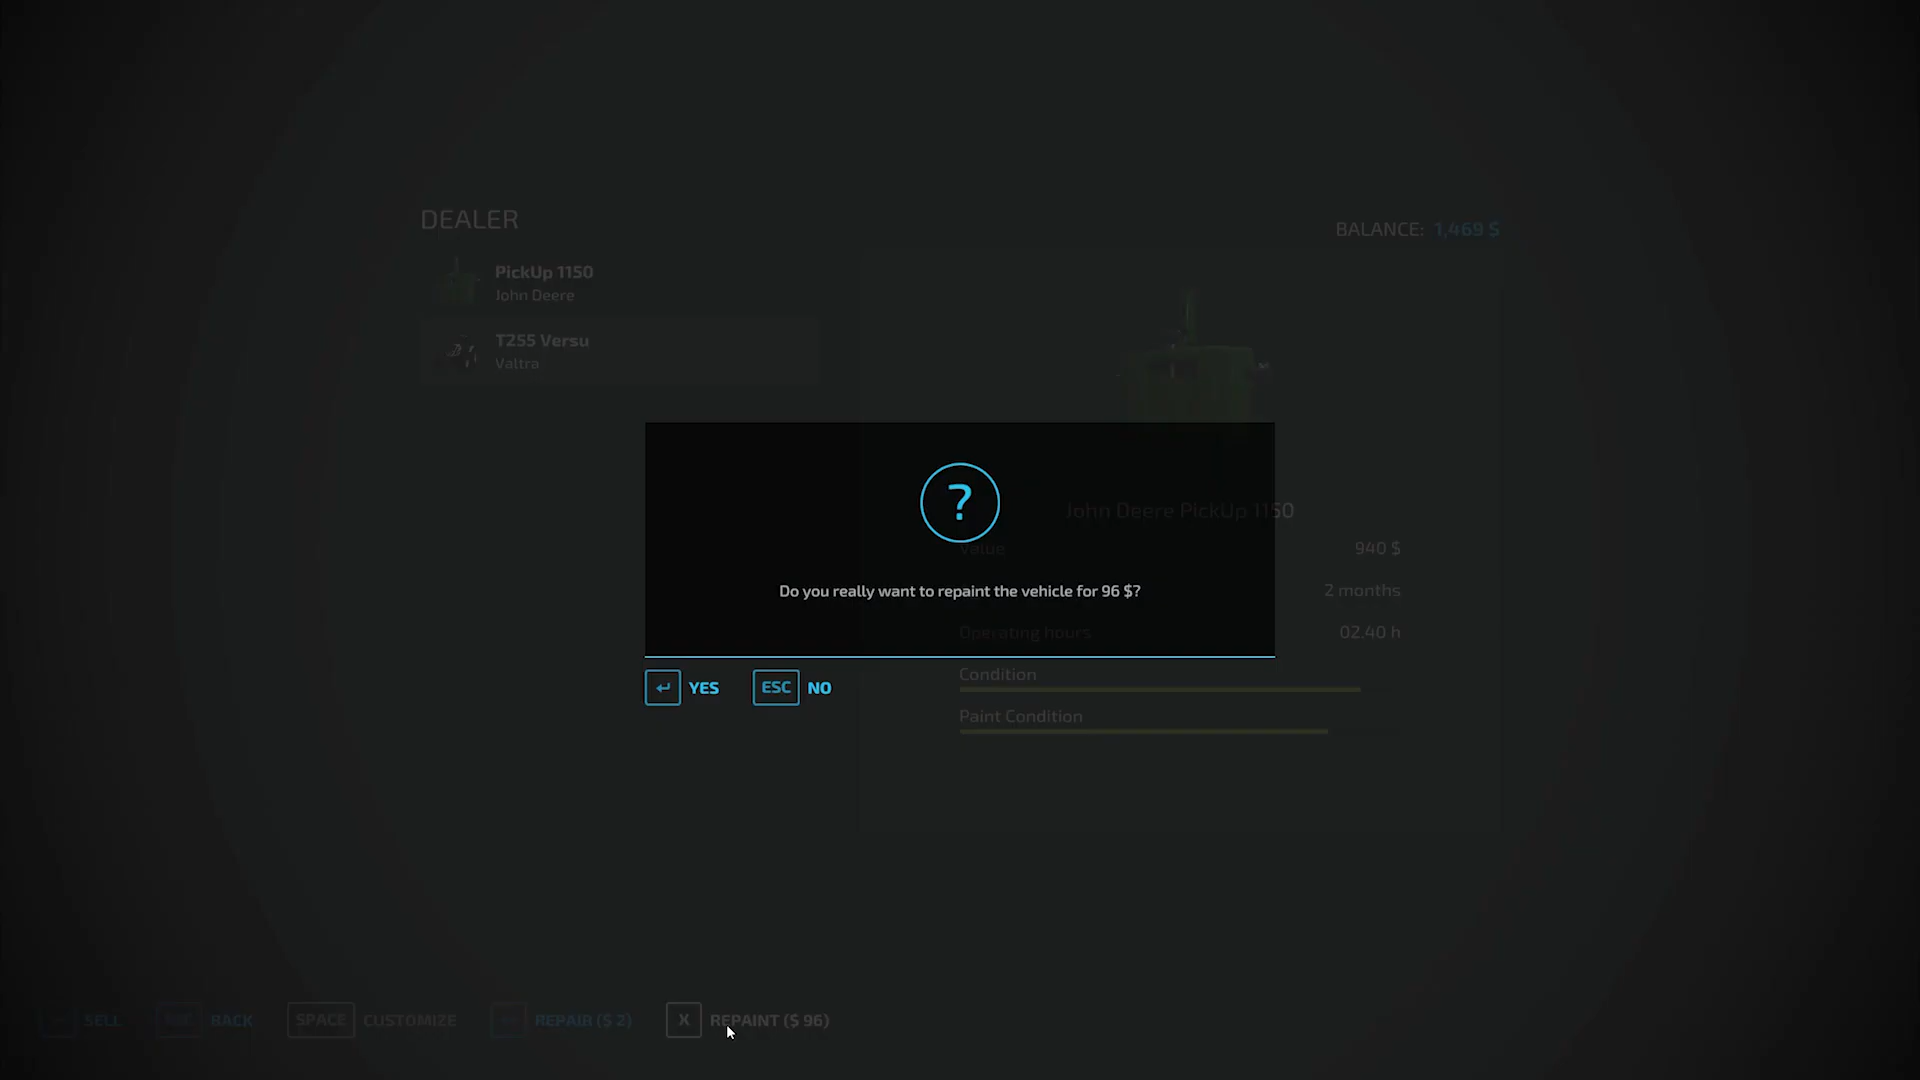 DEALER
BALANCE: 1,469 $
PickUp 1150
John Deere
T255 Versu
Valtra
?
John Deere PickUp 1150
Value 940 $
Do you really want to repaint the vehicle for 96 $?
2 months
Operating hours 02.40 h
Condition
ESC NO
YES
Paint Condition
SELL
BACK
SPACE CUSTOMIZE
REPAIR ($ 2)
X REPAINT ($ 96)